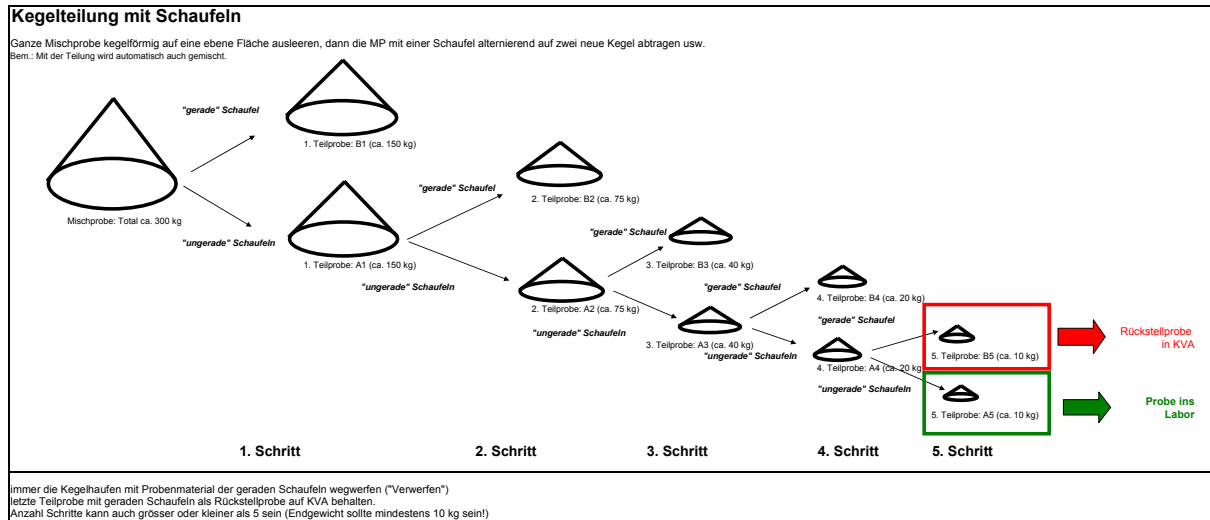 Kegelteilung mit Schaufeln
Ganze Mischprobe kegelförmig auf eine ebene Fläche ausleeren, dann die MP mit einer Schaufel alternierend auf zwei neue Kegel abtragen usw.
Bem.: Mit der Teilung wird automatisch auch gemischt.
"gerade" Schaufel
1. Teilprobe: B1 (ca. 150 kg)
"gerade" Schaufel
2. Teilprobe: B2 (ca. 75 kg)
Mischprobe: Total ca. 300 kg
"ungerade" Schaufeln
"gerade" Schaufel
1. Teilprobe: A1 (ca. 150 kg)
3. Teilprobe: B3 (ca. 40 kg)
"ungerade" Schaufeln
"gerade" Schaufel
4. Teilprobe: B4 (ca. 20 kg)
2. Teilprobe: A2 (ca. 75 kg)
"gerade" Schaufel
"ungerade" Schaufeln
Rückstellprobe
in KVA
3. Teilprobe: A3 (ca. 40 kg)
"ungerade" Schaufeln
5. Teilprobe: B5 (ca. 10 kg)
4. Teilprobe: A4 (ca. 20 kg)
"ungerade" Schaufeln
Probe ins
Labor
5. Teilprobe: A5 (ca. 10 kg)
1. Schritt
2. Schritt
3. Schritt
4. Schritt
5. Schritt
immer die Kegelhaufen mit Probenmaterial der geraden Schaufeln wegwerfen ("Verwerfen")
letzte Teilprobe mit geraden Schaufeln als Rückstellprobe auf KVA behalten.
Anzahl Schritte kann auch grösser oder kleiner als 5 sein (Endgewicht sollte mindestens 10 kg sein!)